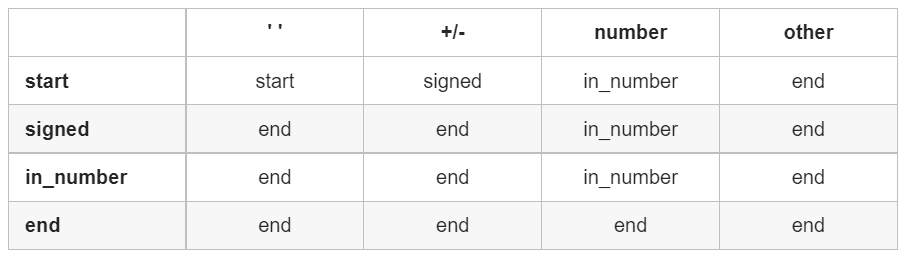 ' ' +/- number other
start start signed in_number end
signed end end in_number end
in_number end end in_number end
end end end end end